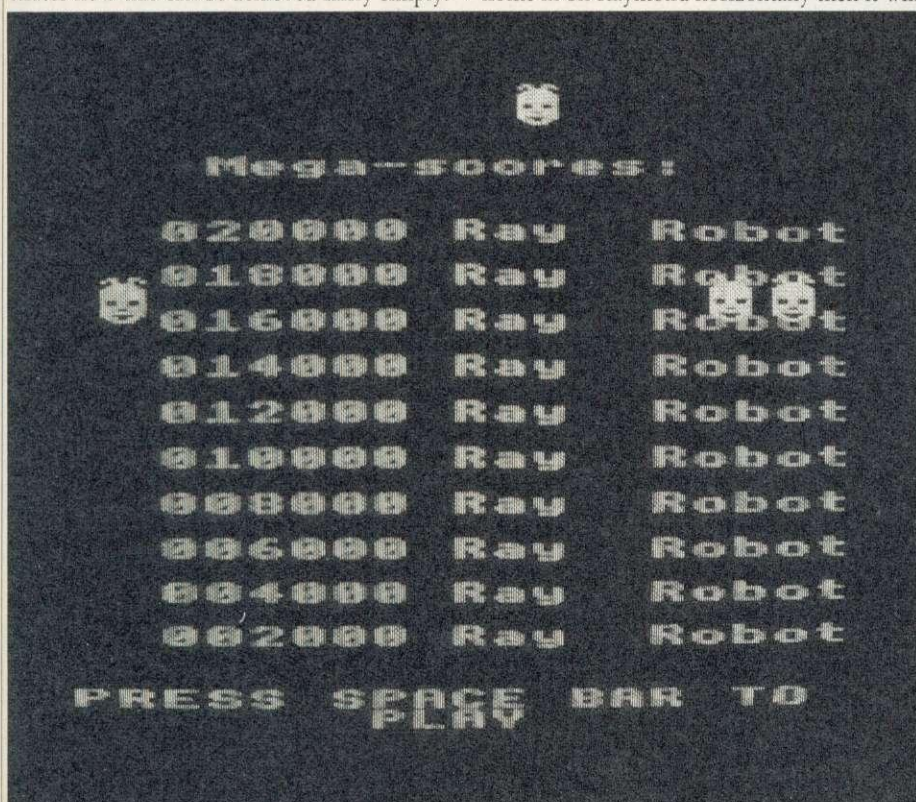 Mega-scores:
020000 Ray Robot
018000 Ray Robot
016000 Ray Robot
014000 Ray Robot
012000 Ray Robot
010000 Ray Robot
008000 Ray Robot
006000 Ray Robot
004000 Ray Robot
002000 Ray Robot
PRESS SPACE BAR TO
PLAY